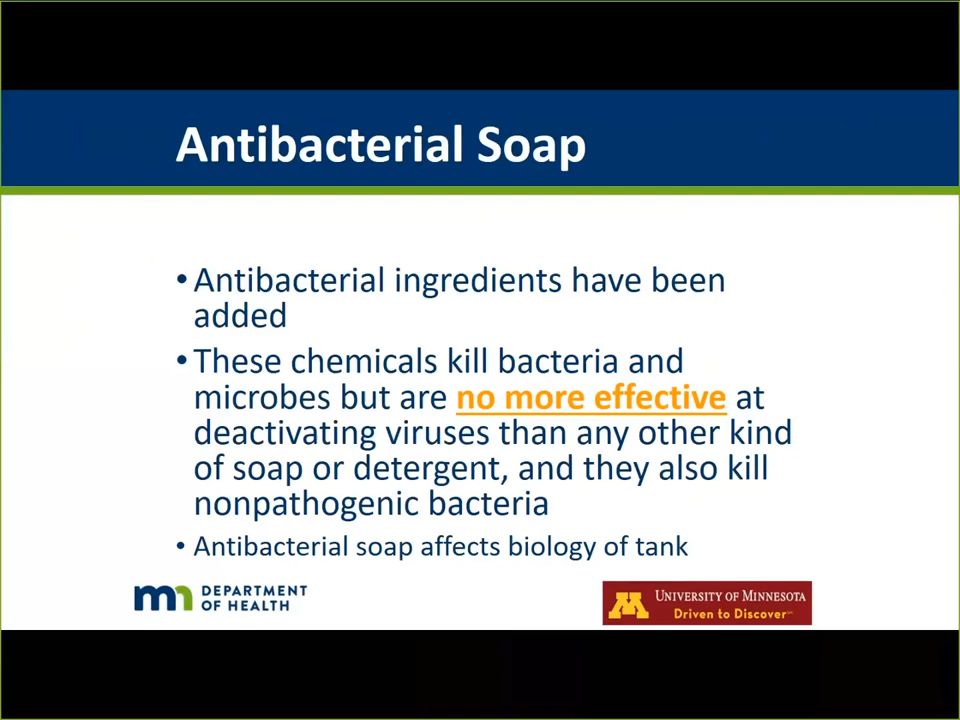 Antibacterial Soap
• Antibacterial ingredients have been
added
• These chemicals kill bacteria and
microbes but are no more effective at
deactivating viruses than any other kind
of soap or detergent, and they also kill
nonpathogenic bacteria
• Antibacterial soap affects biology of tank
mn DEPARTMENT
OF HEALTH
M UNIVERSITY OF MINNESOTA
Driven to Discover℠